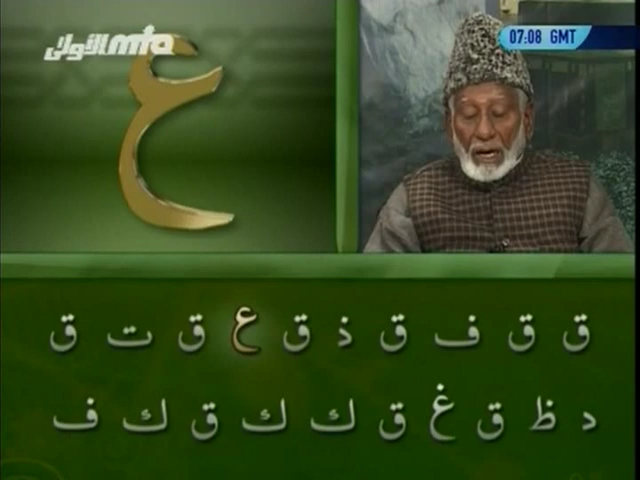 mta الأولى
07:08 GMT
ع
ق ق ف ق ذ ق ع ق ت ق
د ظ ق غ ق ك ك ق ك ف